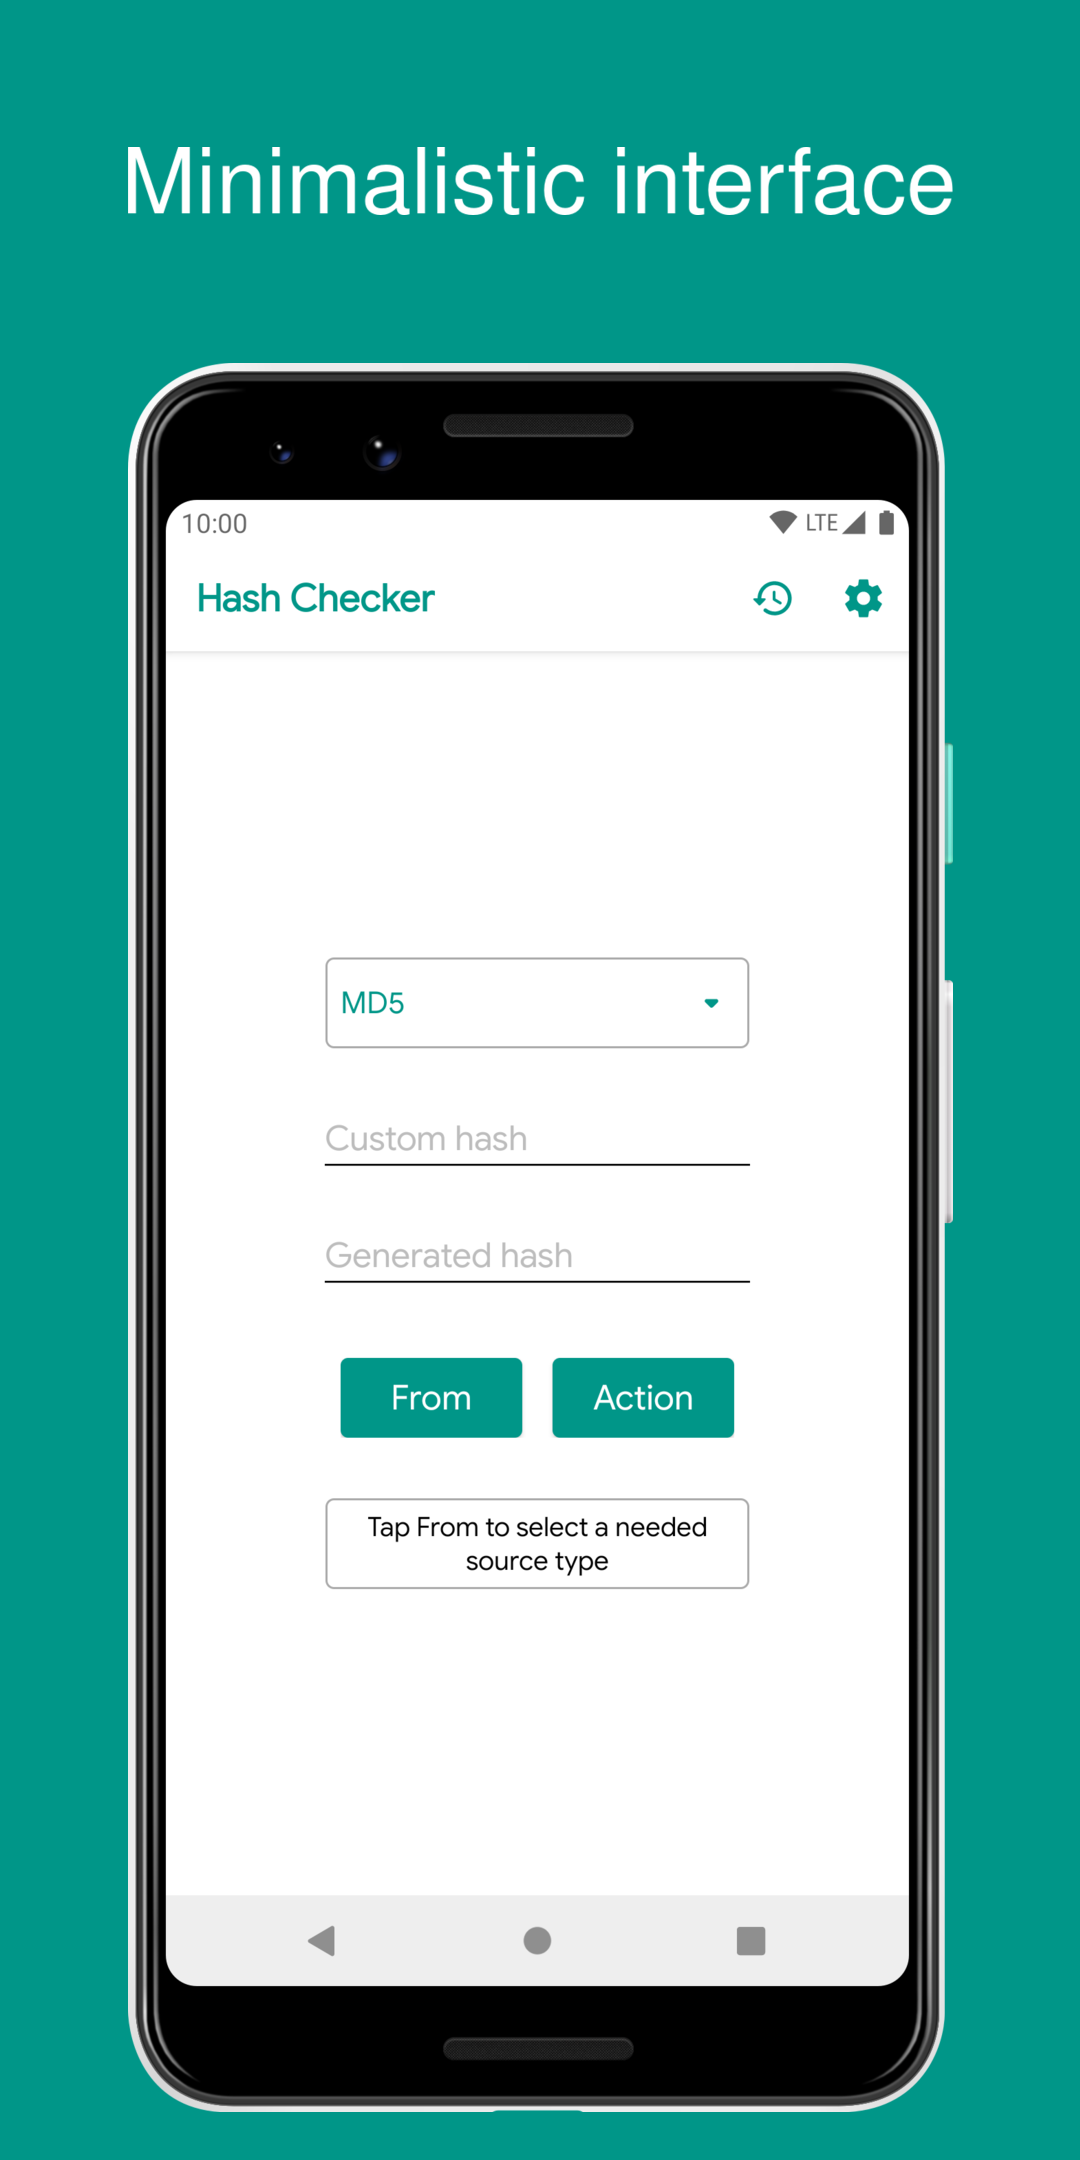 Minimalistic interface
10:00
LTE
Hash Checker
MD5
Custom hash
Generated hash
From
Action
Tap From to select a needed
source type